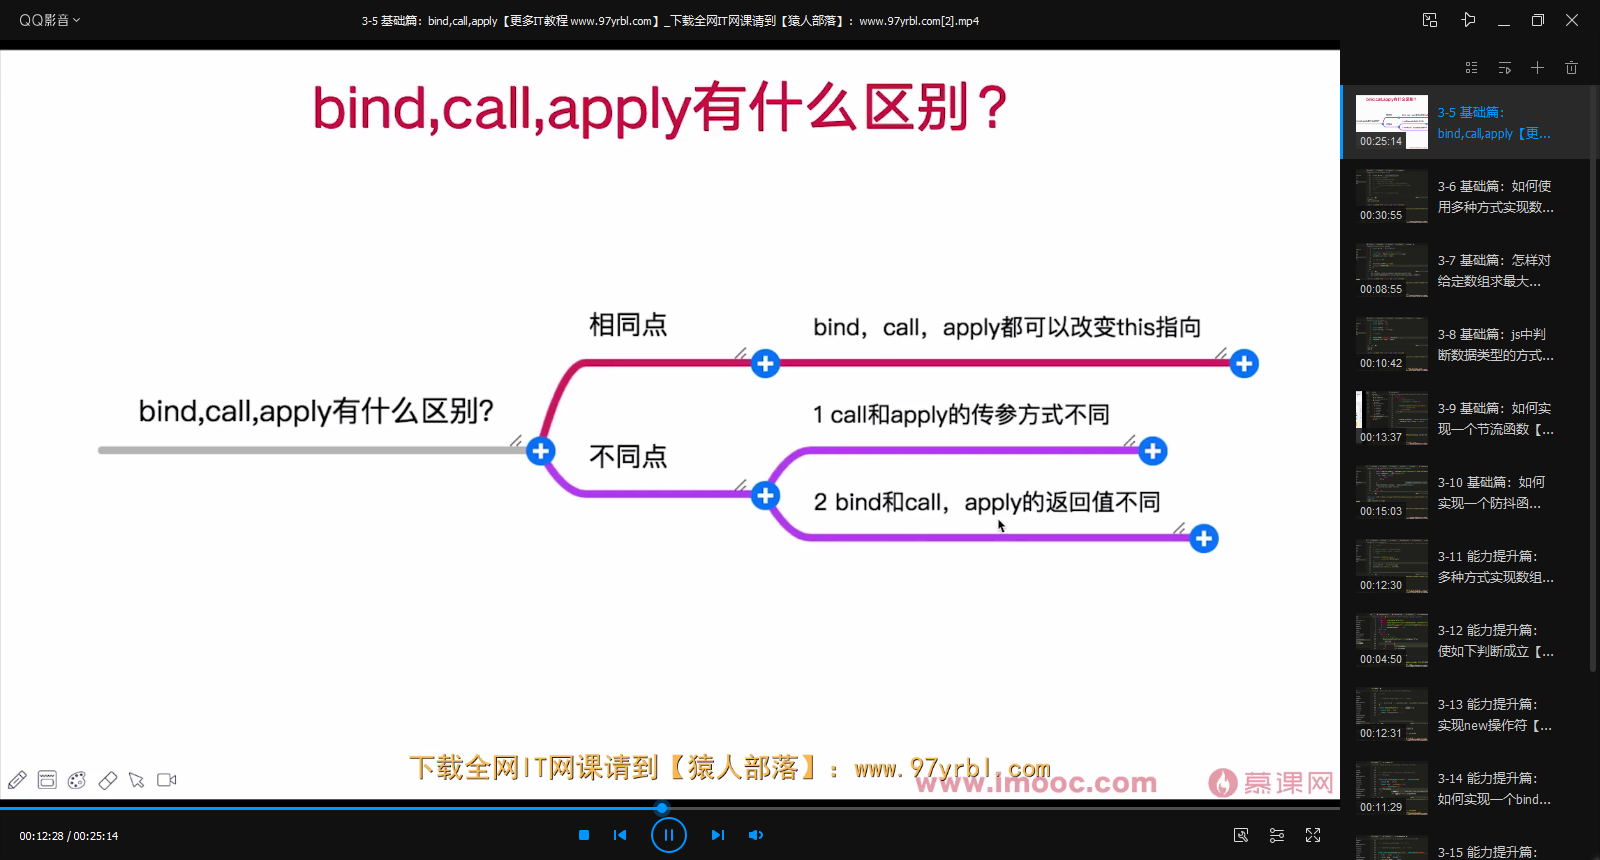 QQ影音
3-5 基础篇：bind,call,apply【更多IT教程 www.97yrbl.com】_下载全网IT网课请到【猿人部落】：www.97yrbl.com[2].mp4
bind,call,apply有什么区别？
bind,call,apply有什么区别?
相同点
bind，call，apply都可以改变this指向
不同点
1 call和apply的传参方式不同
2 bind和call，apply的返回值不同
下载全网IT网课请到【猿人部落】：www.97yrbl.com
www.imooc.com
慕课网
00:12:28 / 00:25:14
00:25:14
3-5 基础篇：
bind,call,apply【更...
00:30:55
3-6 基础篇：如何使
用多种方式实现数...
00:08:55
3-7 基础篇：怎样对
给定数组求最大...
00:10:42
3-8 基础篇：js中判
断数据类型的方式...
00:13:37
3-9 基础篇：如何实
现一个节流函数【...
00:15:03
3-10 基础篇：如何
实现一个防抖函...
00:12:30
3-11 能力提升篇：
多种方式实现数组...
00:04:50
3-12 能力提升篇：
使如下判断成立【...
00:12:31
3-13 能力提升篇：
实现new操作符【...
00:11:29
3-14 能力提升篇：
如何实现一个bind...
3-15 能力提升篇：